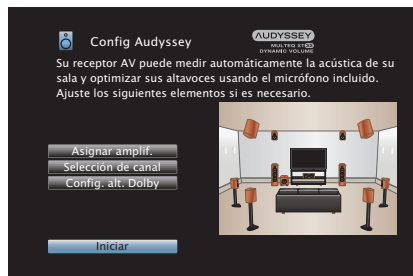 Config Audyssey
AUDYSSEY
MULTEQ XT32
DYNAMIC VOLUME
Su receptor AV puede medir automáticamente la acústica de su
sala y optimizar sus altavoces usando el micrófono incluido.
Ajuste los siguientes elementos si es necesario.
Asignar amplif.
Selección de canal
Config. alt. Dolby
Iniciar